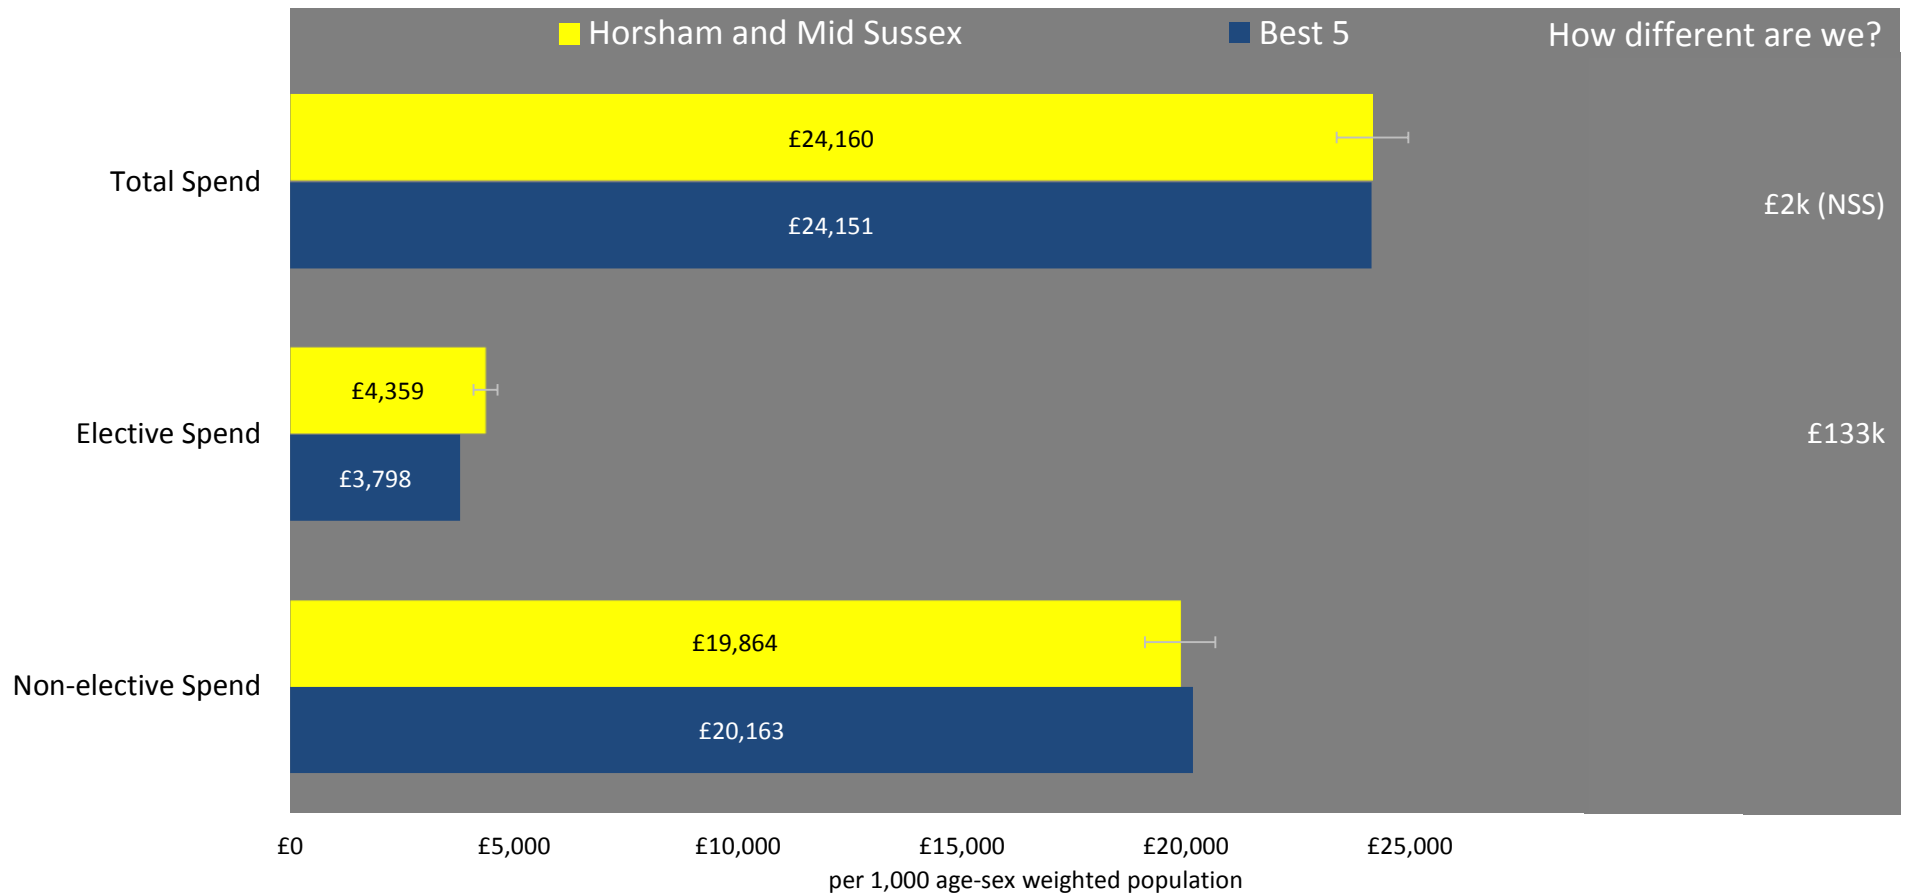 Horsham and Mid Sussex
Best 5
How different are we?
Total Spend
£24,160
£24,151
£2k (NSS)
Elective Spend
£4,359
£3,798
£133k
Non-elective Spend
£19,864
£20,163
£0 £5,000 £10,000 £15,000 £20,000 £25,000
per 1,000 age-sex weighted population